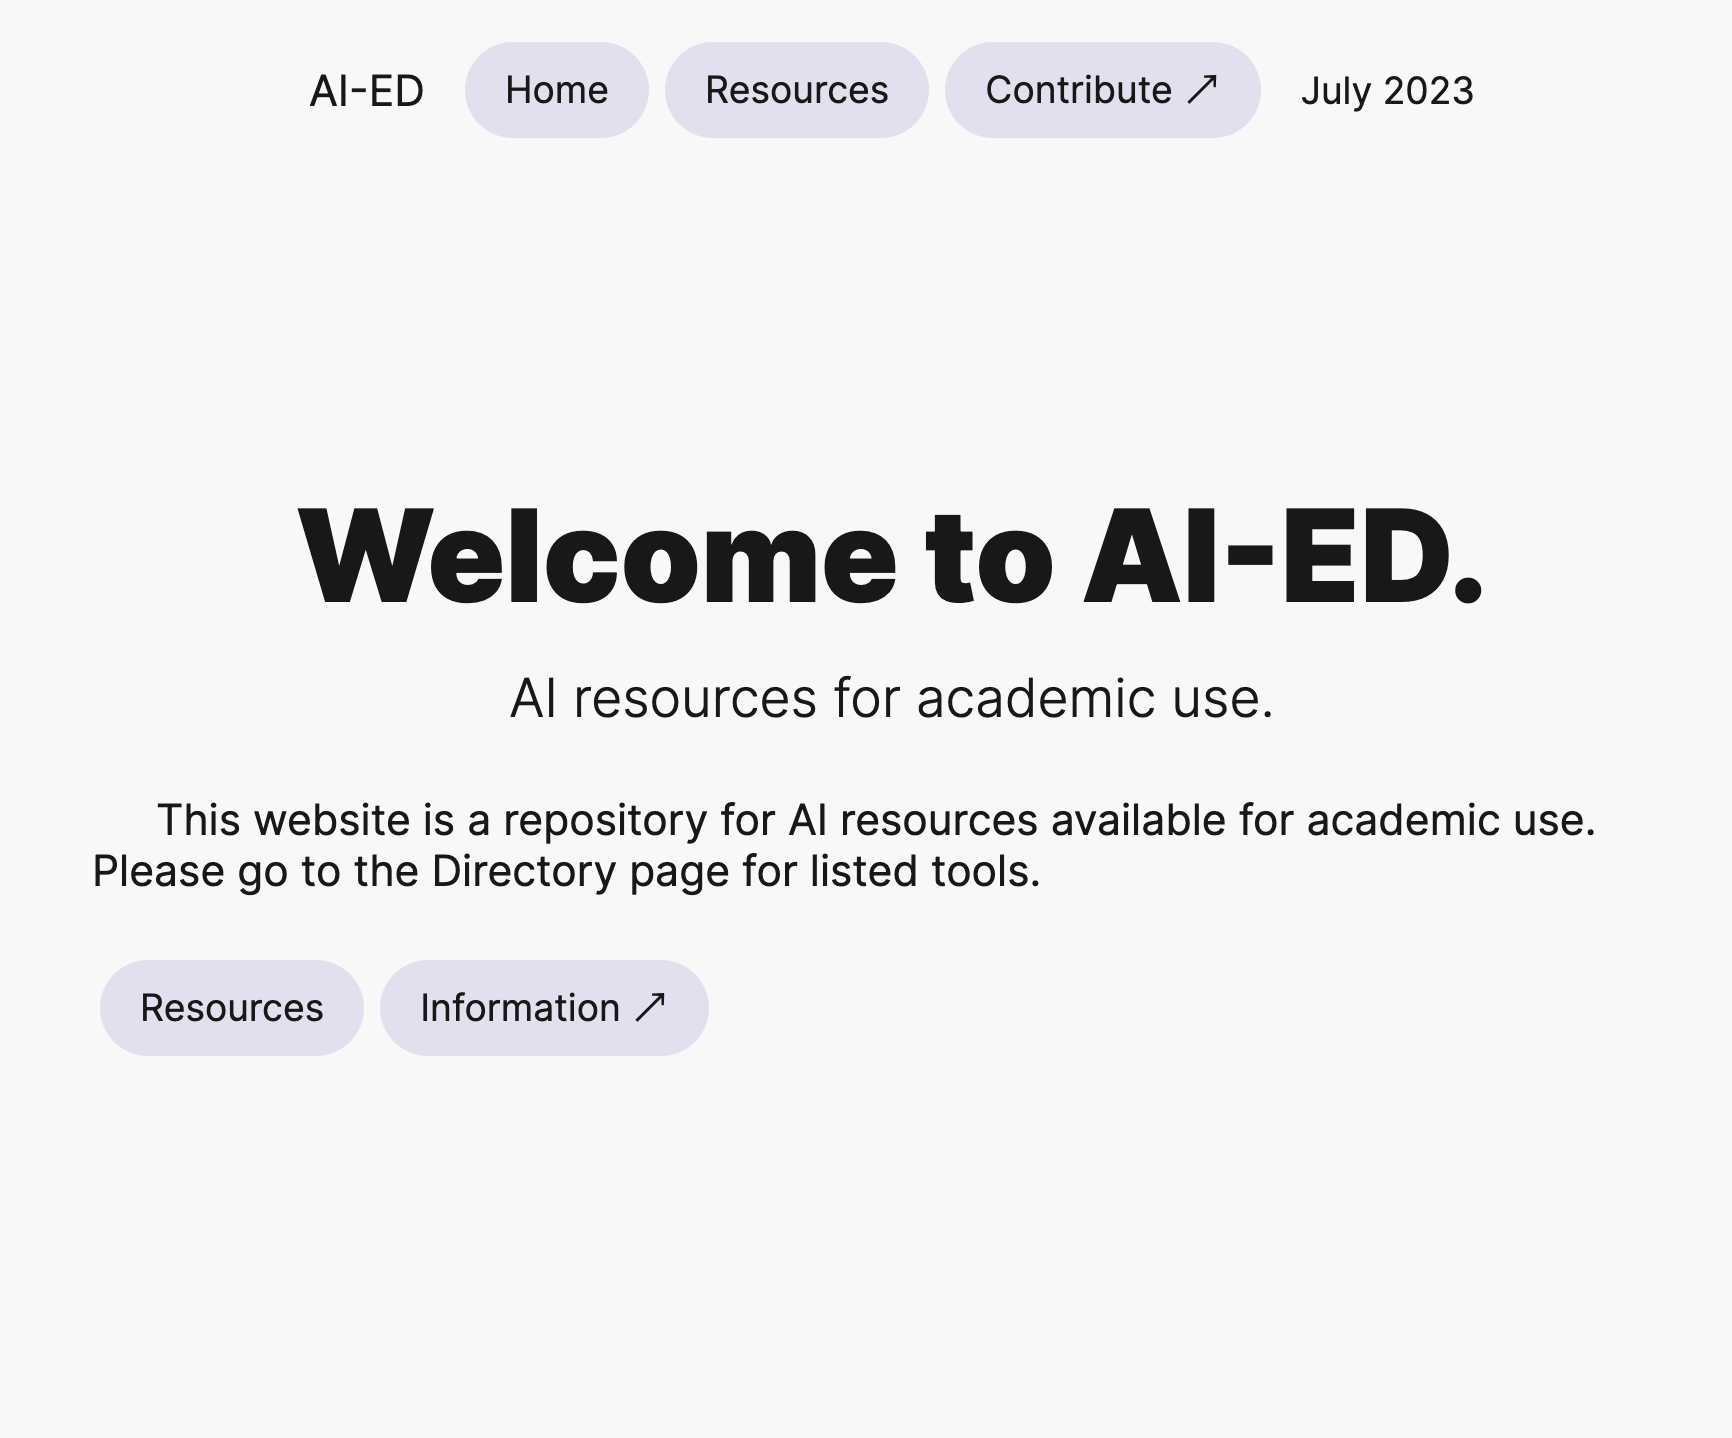 AI-ED Home Resources Contribute ↗ July 2023
Welcome to AI-ED.
AI resources for academic use.
This website is a repository for AI resources available for academic use.
Please go to the Directory page for listed tools.
Resources Information ↗